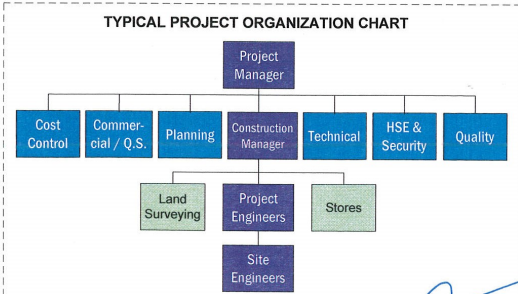 TYPICAL PROJECT ORGANIZATION CHART
Project
Manager
Cost
Control
Commer-
cial / Q.S.
Planning
Construction
Manager
Technical
HSE &
Security
Quality
Land
Surveying
Project
Engineers
Stores
Site
Engineers